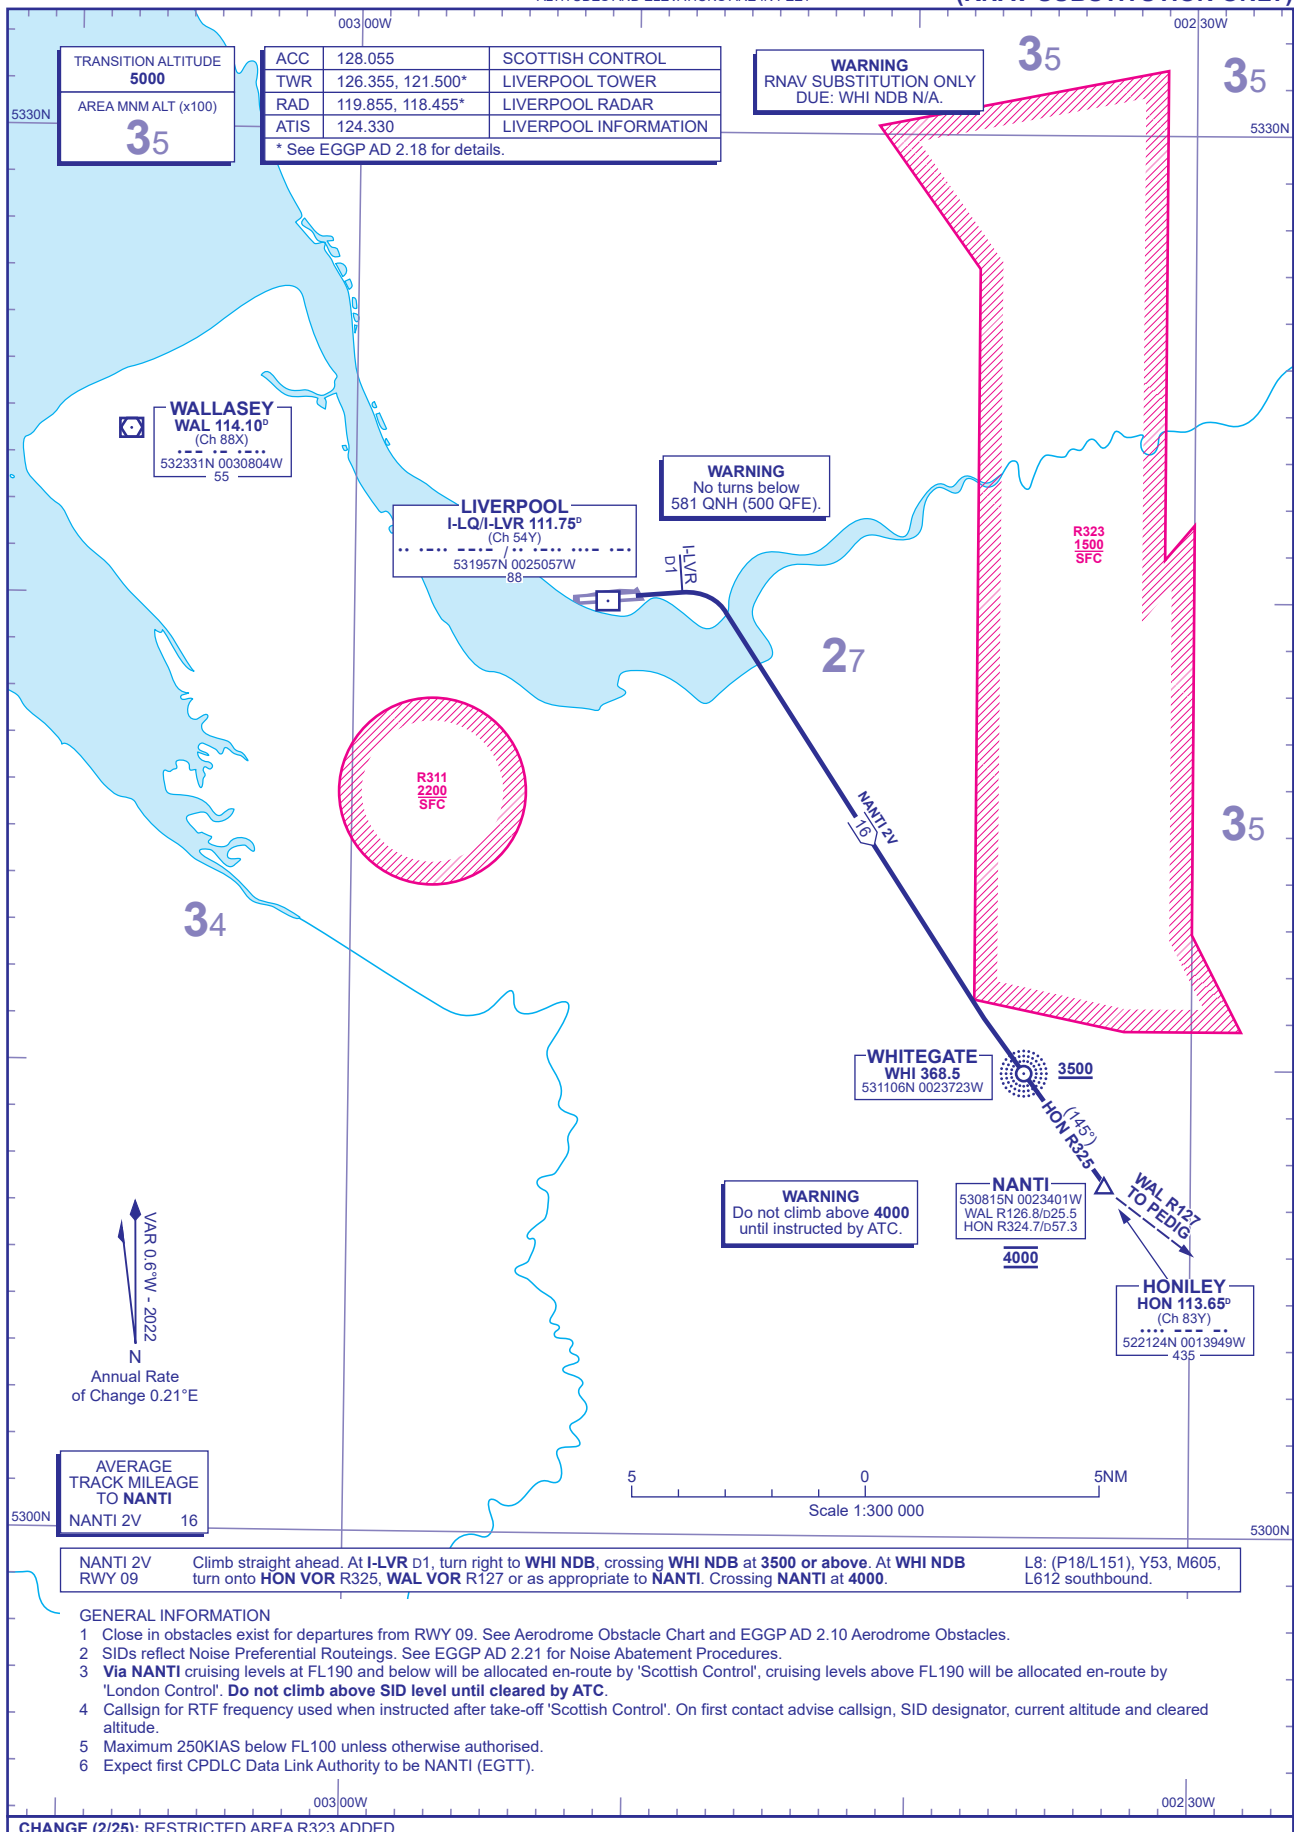 (RNAV SUBSTITUTION ONLY)
003 00W
002 30W
TRANSITION ALTITUDE
5000
AREA MNM ALT (x100)
35
ACC 128.055 SCOTTISH CONTROL
TWR 126.355, 121.500* LIVERPOOL TOWER
RAD 119.855, 118.455* LIVERPOOL RADAR
ATIS 124.330 LIVERPOOL INFORMATION
* See EGGP AD 2.18 for details.
WARNING
RNAV SUBSTITUTION ONLY
DUE: WHI NDB N/A.
35
35
5330N
5330N
WALLASEY
WAL 114.10D
(Ch 88X)
532331N 0030804W
55
WARNING
No turns below
581 QNH (500 QFE).
LIVERPOOL
I-LQ/I-LVR 111.75D
(Ch 54Y)
/
531957N 0025057W
88
I-LVR
D1
R323
1500
SFC
27
R311
2200
SFC
NANTI 2V
16
35
34
WHITEGATE
WHI 368.5
531106N 0023723W
3500
(145°)
HON R325
NANTI
530815N 0023401W
WAL R126.8/D25.5
HON R324.7/D57.3
4000
WAL R127
TO PEDIG
WARNING
Do not climb above 4000
until instructed by ATC.
HONILEY
HON 113.65D
(Ch 83Y)
522124N 0013949W
435
VAR 0.6°W - 2022
N
Annual Rate
of Change 0.21°E
AVERAGE
TRACK MILEAGE
TO NANTI
NANTI 2V 16
5 0 5NM
Scale 1:300 000
5300N
5300N
NANTI 2V Climb straight ahead. At I-LVR D1, turn right to WHI NDB, crossing WHI NDB at 3500 or above. At WHI NDB L8: (P18/L151), Y53, M605,
RWY 09 turn onto HON VOR R325, WAL VOR R127 or as appropriate to NANTI. Crossing NANTI at 4000. L612 southbound.
GENERAL INFORMATION
1 Close in obstacles exist for departures from RWY 09. See Aerodrome Obstacle Chart and EGGP AD 2.10 Aerodrome Obstacles.
2 SIDs reflect Noise Preferential Routeings. See EGGP AD 2.21 for Noise Abatement Procedures.
3 Via NANTI cruising levels at FL190 and below will be allocated en-route by 'Scottish Control', cruising levels above FL190 will be allocated en-route by
'London Control'. Do not climb above SID level until cleared by ATC.
4 Callsign for RTF frequency used when instructed after take-off 'Scottish Control'. On first contact advise callsign, SID designator, current altitude and cleared
altitude.
5 Maximum 250KIAS below FL100 unless otherwise authorised.
6 Expect first CPDLC Data Link Authority to be NANTI (EGTT).
003 00W
002 30W
CHANGE (2/25): RESTRICTED AREA R323 ADDED.